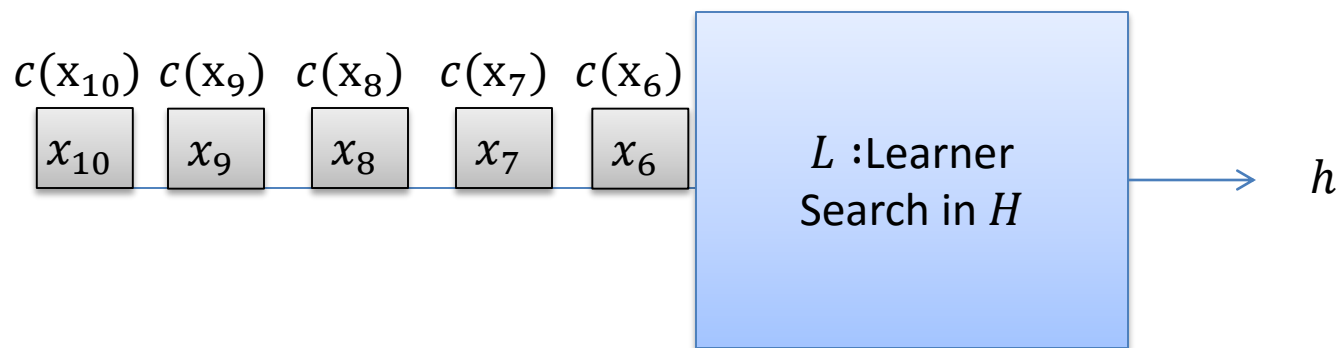 c(x₁₀) c(x₉) c(x₈) c(x₇) c(x₆)
x₁₀ x₉ x₈ x₇ x₆
L :Learner
Search in H
h